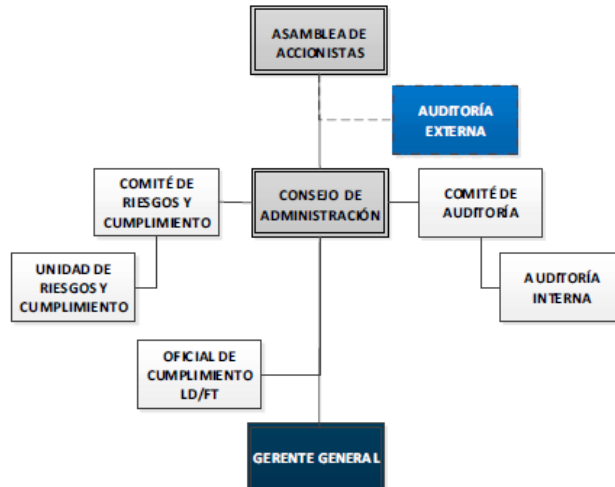 ASAMBLEA DE
ACCIONISTAS
AUDITORÍA
EXTERNA
COMITÉ DE
RIESGOS Y
CUMPLIMIENTO
CONSEJO DE
ADMINISTRACIÓN
COMITÉ DE
AUDITORÍA
UNIDAD DE
RIESGOS Y
CUMPLIMIENTO
AUDITORÍA
INTERNA
OFICIAL DE
CUMPLIMIENTO
LD/FT
GERENTE GENERAL